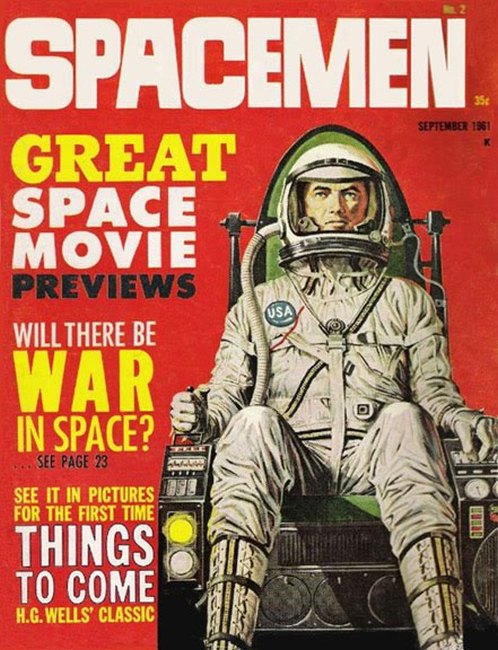 No. 2
SPACEMEN
35¢
SEPTEMBER 1961
K
GREAT
SPACE
MOVIE
PREVIEWS
WILL THERE BE
WAR
IN SPACE?
... SEE PAGE 23
SEE IT IN PICTURES
FOR THE FIRST TIME
THINGS
TO COME
H.G. WELLS' CLASSIC
USA